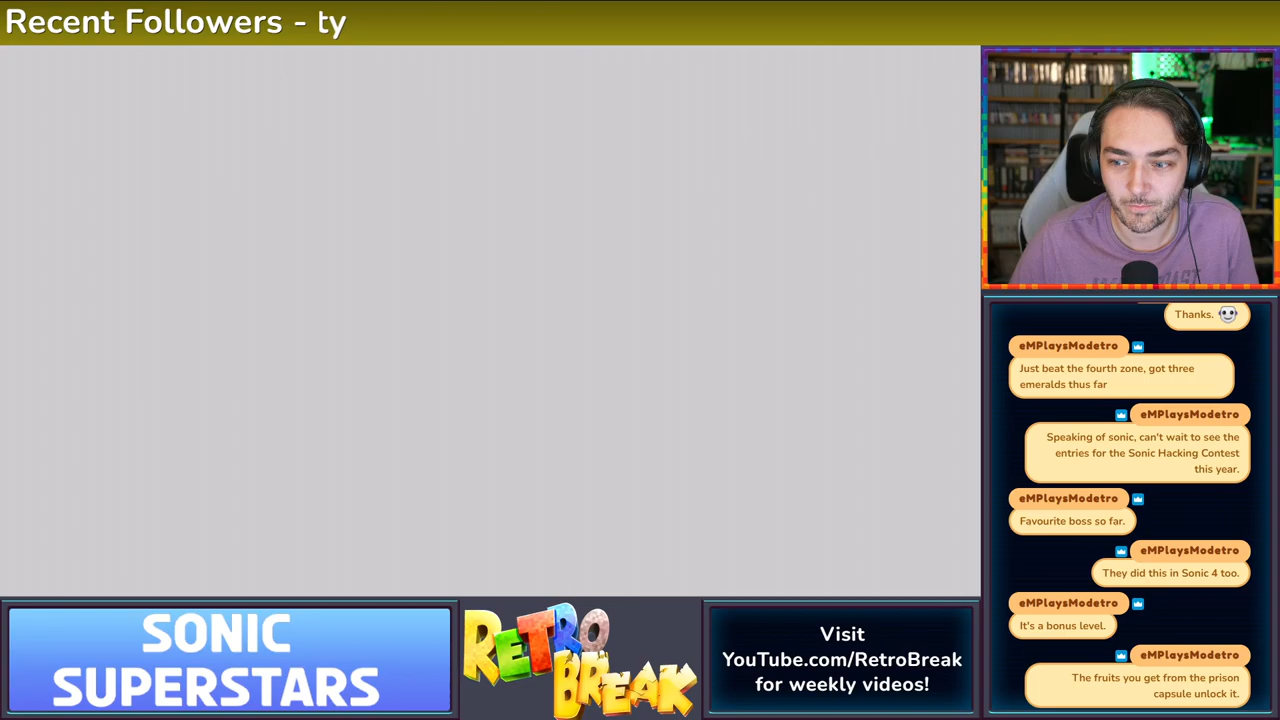 Recent Followers - ty
Thanks.
eMPlaysModetro
Just beat the fourth zone, got three
emeralds thus far
eMPlaysModetro
Speaking of sonic, can't wait to see the
entries for the Sonic Hacking Contest
this year.
eMPlaysModetro
Favourite boss so far.
eMPlaysModetro
They did this in Sonic 4 too.
eMPlaysModetro
It's a bonus level.
eMPlaysModetro
The fruits you get from the prison
capsule unlock it.
SONIC
SUPERSTARS
RETRO
BREAK
Visit
YouTube.com/RetroBreak
for weekly videos!